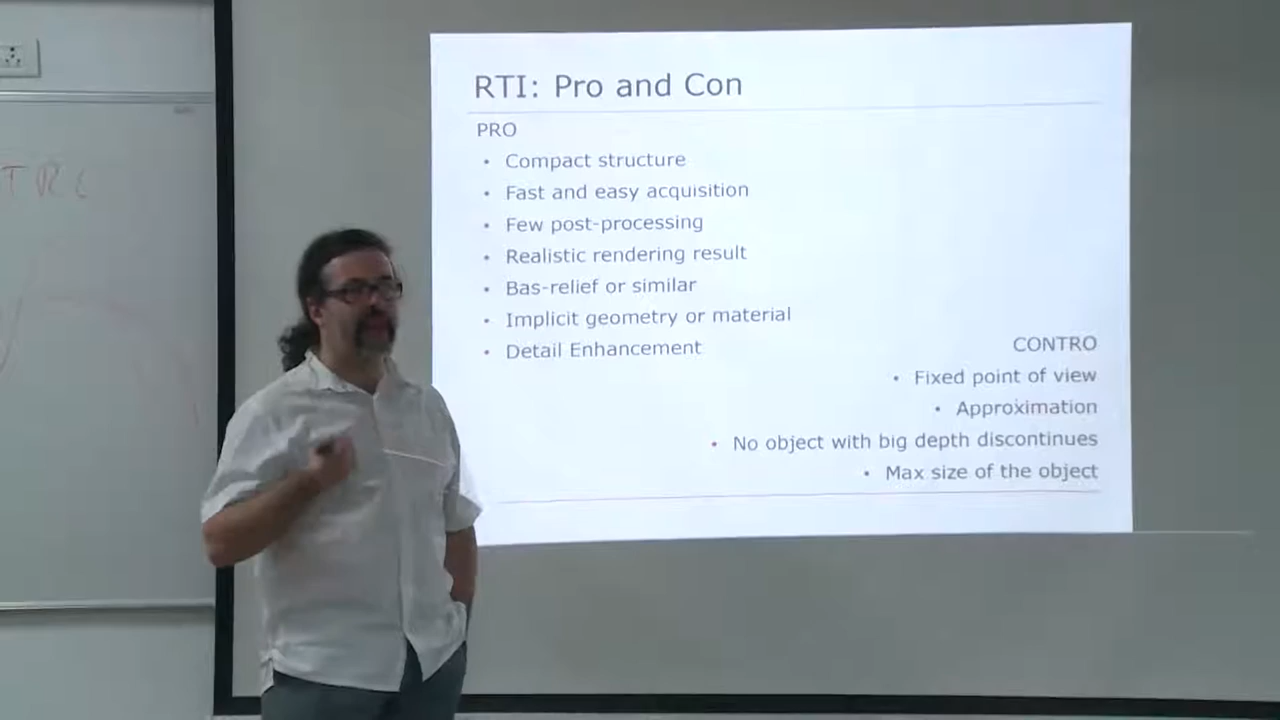 RTI: Pro and Con
PRO
• Compact structure
• Fast and easy acquisition
• Few post-processing
• Realistic rendering result
• Bas-relief or similar
• Implicit geometry or material
• Detail Enhancement
CONTRO
• Fixed point of view
• Approximation
• No object with big depth discontinues
• Max size of the object